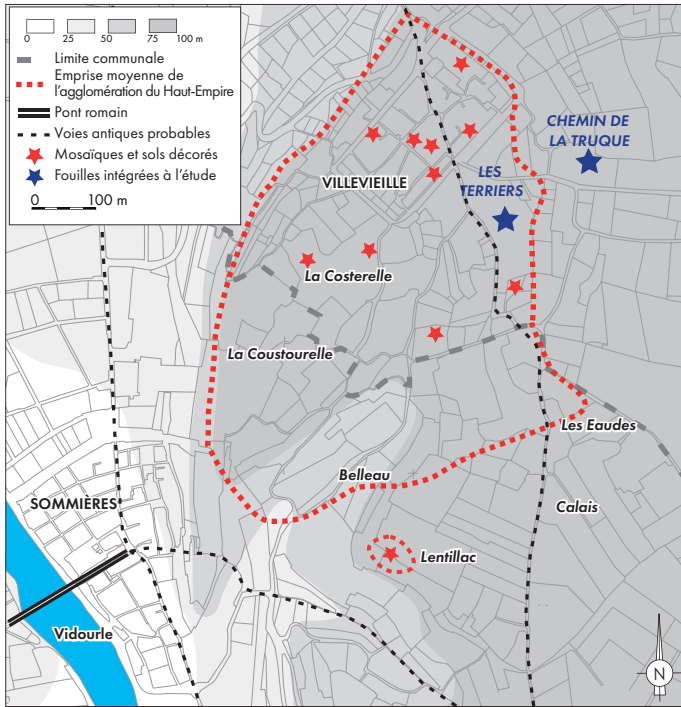 0 25 50 75 100 m
Limite communale
Emprise moyenne de
l'agglomération du Haut-Empire
Pont romain
Voies antiques probables
Mosaïques et sols décorés
Fouilles intégrées à l'étude
0 100 m
CHEMIN DE
LA TRUQUE
LES
TERRIERS
VILLEVIEILLE
La Costerelle
La Coustourelle
Les Eaudes
Belleau
SOMMIÈRES
Calais
Lentillac
Vidourle
N